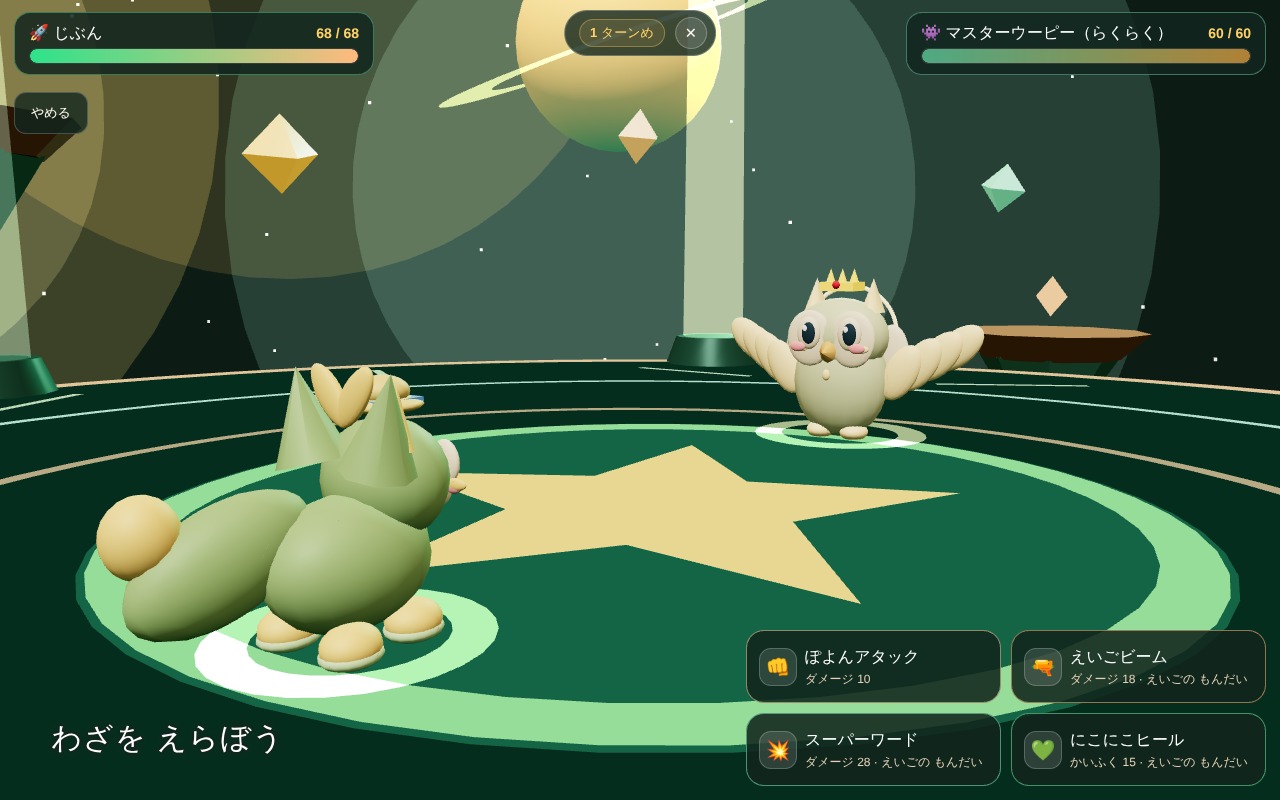 じぶん 68 / 68
1 ターンめ ✕
マスターウーピー（らくらく） 60 / 60
やめる
ぽよんアタック
ダメージ 10
えいごビーム
ダメージ 18 · えいごの もんだい
わざを えらぼう
スーパーワード
ダメージ 28 · えいごの もんだい
にこにこヒール
かいふく 15 · えいごの もんだい